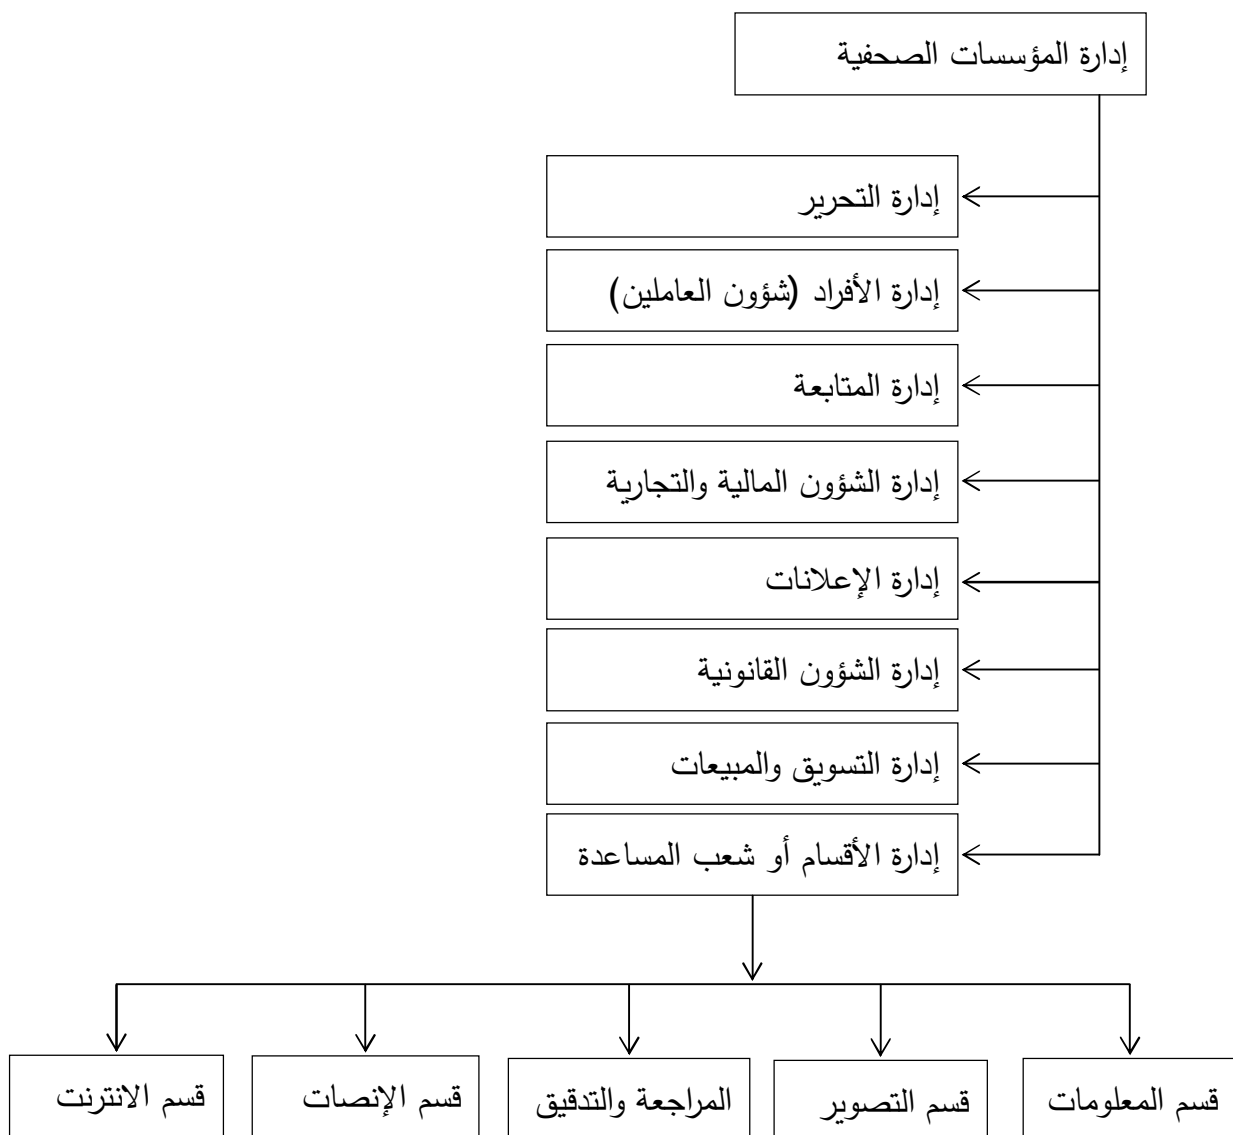 إدارة المؤسسات الصحفية
إدارة التحرير
إدارة الأفراد (شؤون العاملين)
إدارة المتابعة
إدارة الشؤون المالية والتجارية
إدارة الإعلانات
إدارة الشؤون القانونية
إدارة التسويق والمبيعات
إدارة الأقسام أو شعب المساعدة
قسم المعلومات
قسم التصوير
المراجعة والتدقيق
قسم الإنصات
قسم الانترنت